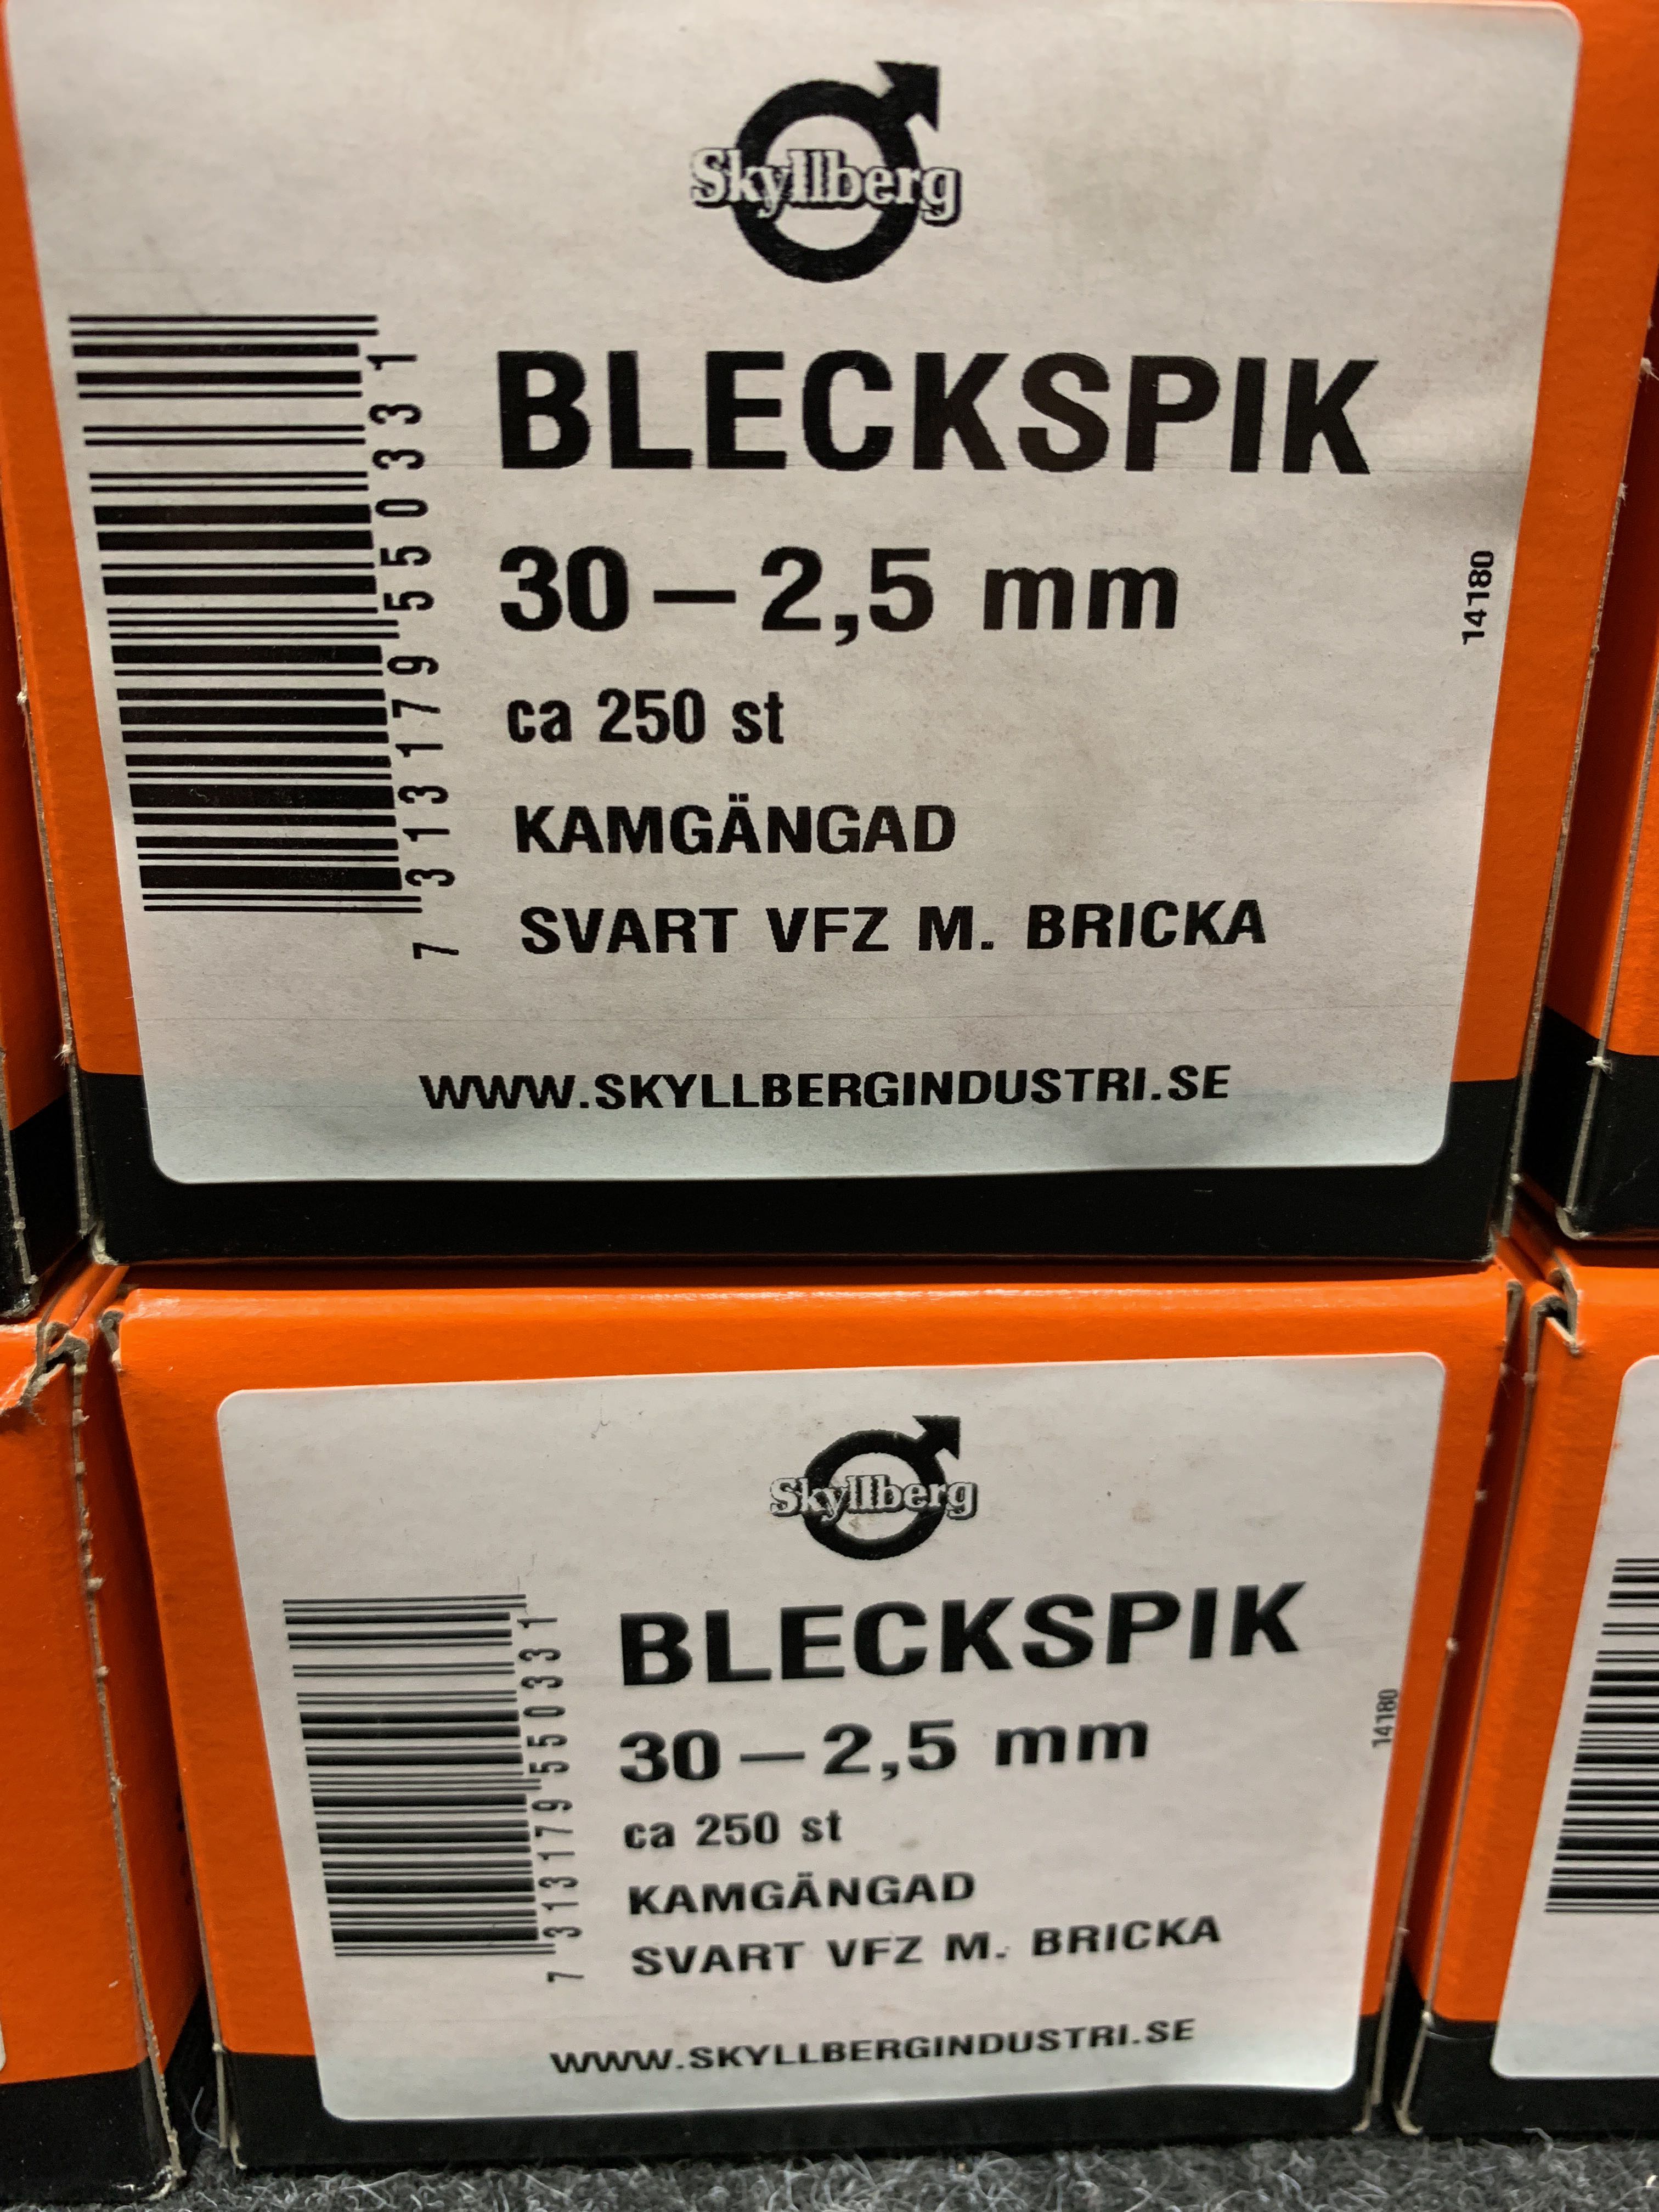 Skyllberg
BLECKSPIK
30 – 2,5 mm
ca 250 st
KAMGÄNGAD
SVART VFZ M. BRICKA
WWW.SKYLLBERGINDUSTRI.SE
7 313179 550331
14180
Skyllberg
BLECKSPIK
30 – 2,5 mm
ca 250 st
KAMGÄNGAD
SVART VFZ M. BRICKA
WWW.SKYLLBERGINDUSTRI.SE
7 313179 550331
14180